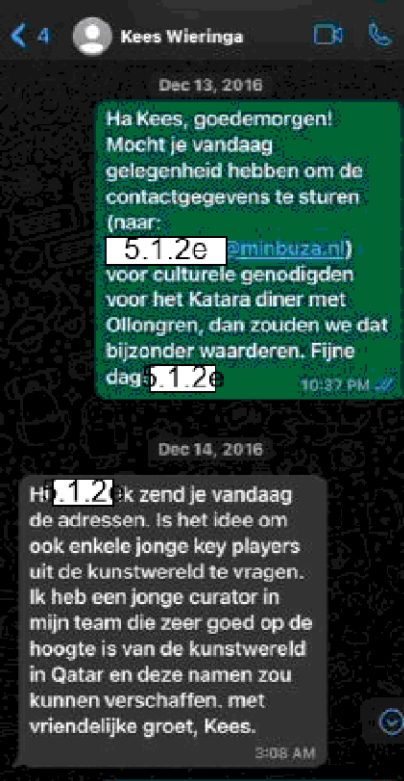 4 Kees Wieringa
Dec 13, 2016
Ha Kees, goedemorgen!
Mocht je vandaag
gelegenheid hebben om de
contactgegevens te sturen
(naar:
5.1.2e @minbuza.nl)
voor culturele genodigden
voor het Katara diner met
Ollongren, dan zouden we dat
bijzonder waarderen. Fijne
dag 5.1.2e
10:37 PM
Dec 14, 2016
5.1.2 k zend je vandaag
de adressen. Is het idee om
ook enkele jonge key players
uit de kunstwereld te vragen.
Ik heb een jonge curator in
mijn team die zeer goed op de
hoogte is van de kunstwereld
in Qatar en deze namen zou
kunnen verschaffen. met
vriendelijke groet, Kees.
3:08 AM